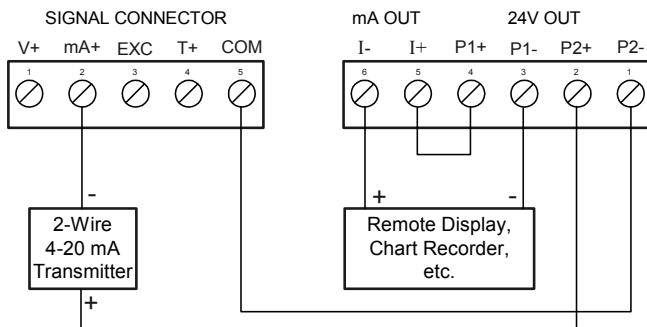 SIGNAL CONNECTOR
V+ mA+ EXC T+ COM
1 2 3 4 5
mA OUT 24V OUT
I- I+ P1+ P1- P2+ P2-
6 5 4 3 2 1
-
2-Wire
4-20 mA
Transmitter
+
+ -
Remote Display,
Chart Recorder,
etc.